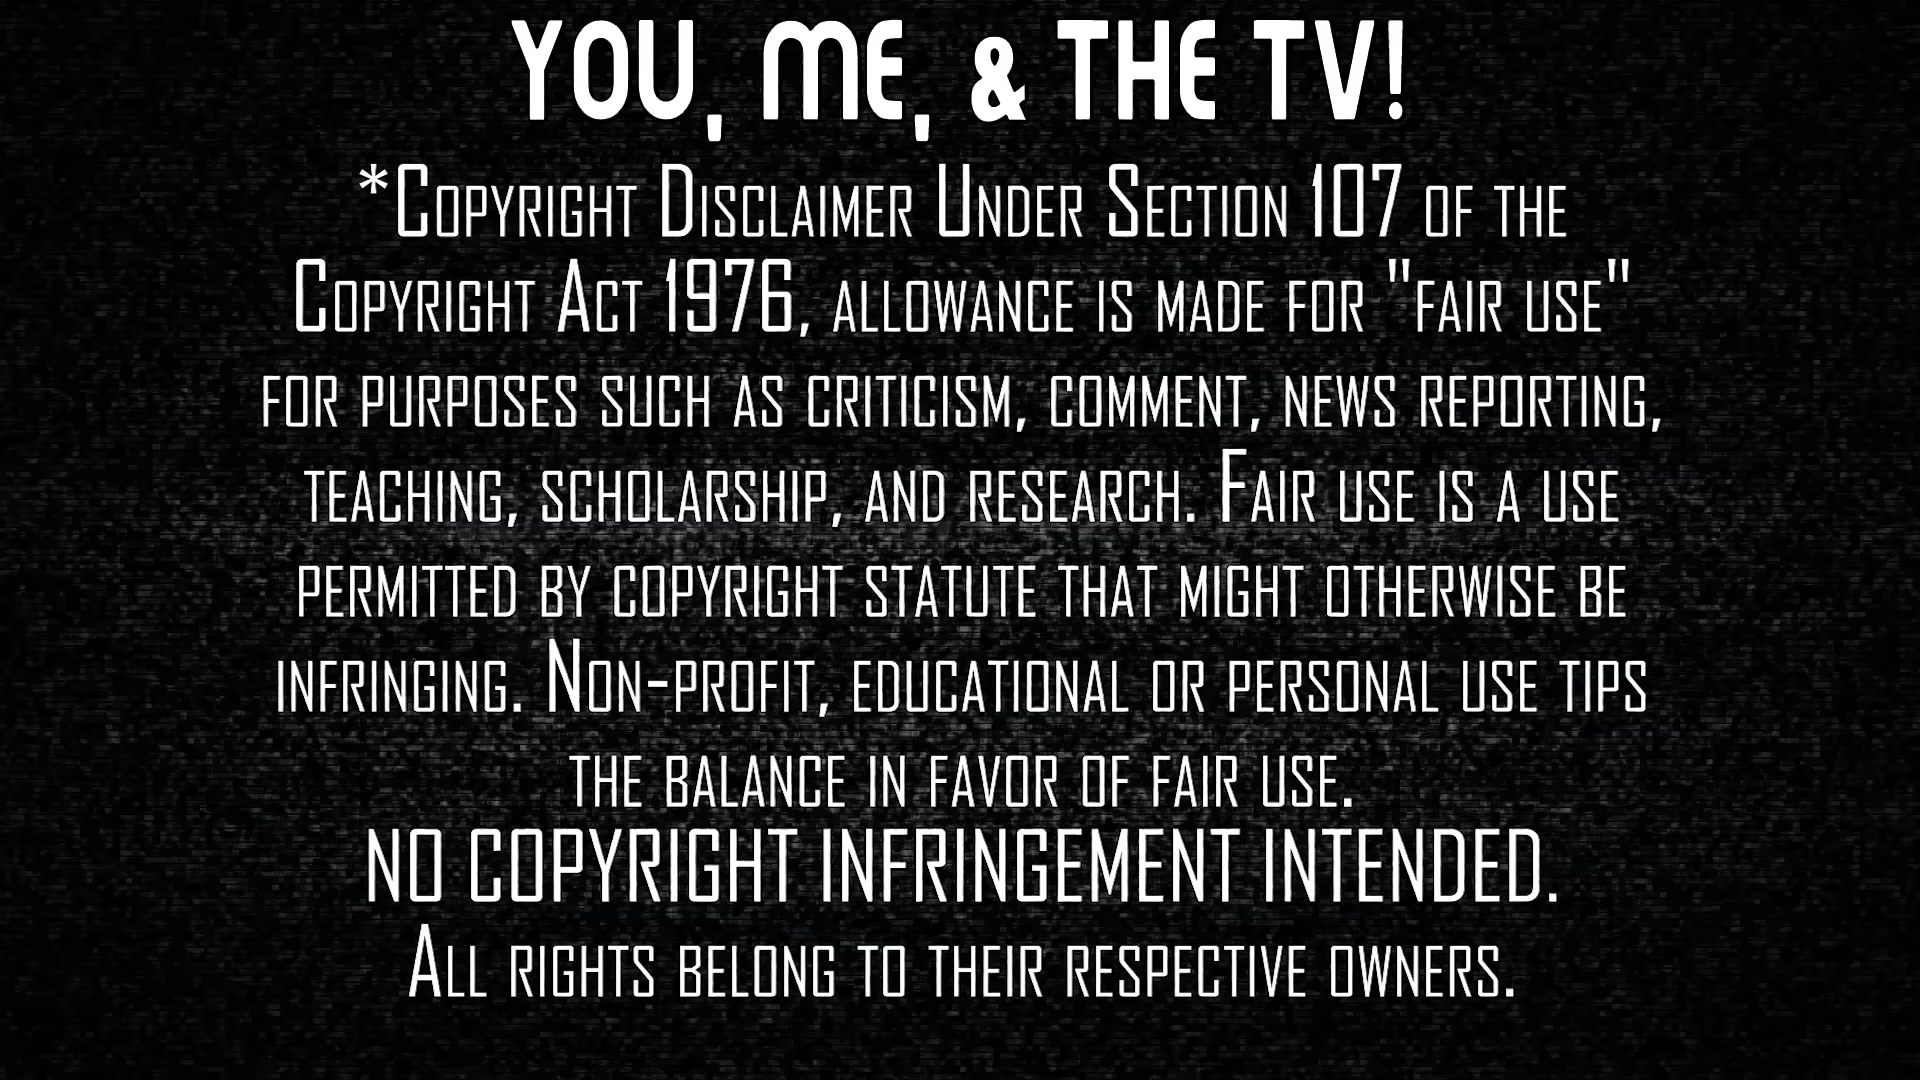 YOU, ME, & THE TV!
*Copyright Disclaimer Under Section 107 of the
Copyright Act 1976, allowance is made for "fair use"
for purposes such as criticism, comment, news reporting,
teaching, scholarship, and research. Fair use is a use
permitted by copyright statute that might otherwise be
infringing. Non-profit, educational or personal use tips
the balance in favor of fair use.
NO COPYRIGHT INFRINGEMENT INTENDED.
All rights belong to their respective owners.